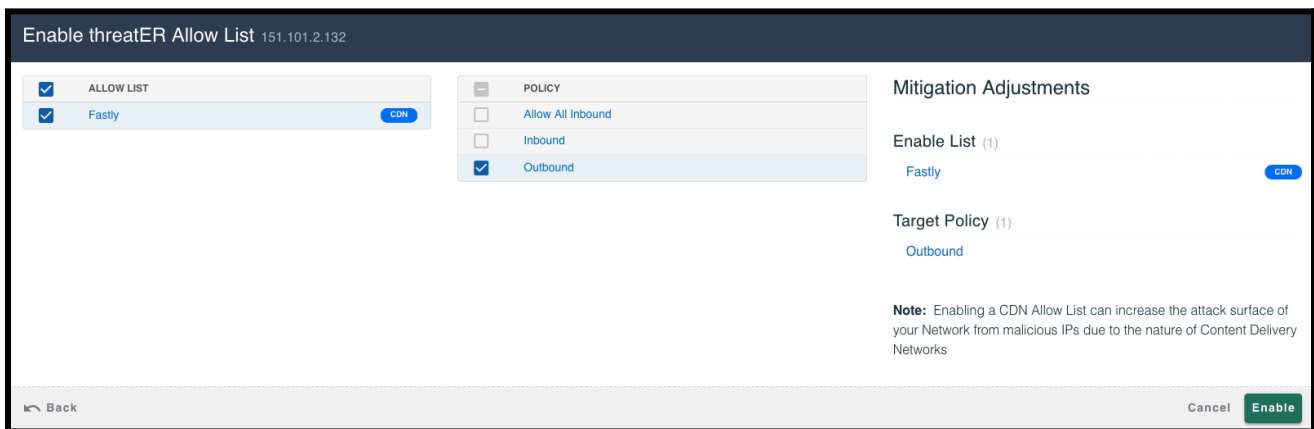 Enable threatER Allow List 151.101.2.132
ALLOW LIST
Fastly CDN
POLICY
Allow All Inbound
Inbound
Outbound
Mitigation Adjustments
Enable List (1)
Fastly CDN
Target Policy (1)
Outbound
Note: Enabling a CDN Allow List can increase the attack surface of
your Network from malicious IPs due to the nature of Content Delivery
Networks
Back
Cancel Enable